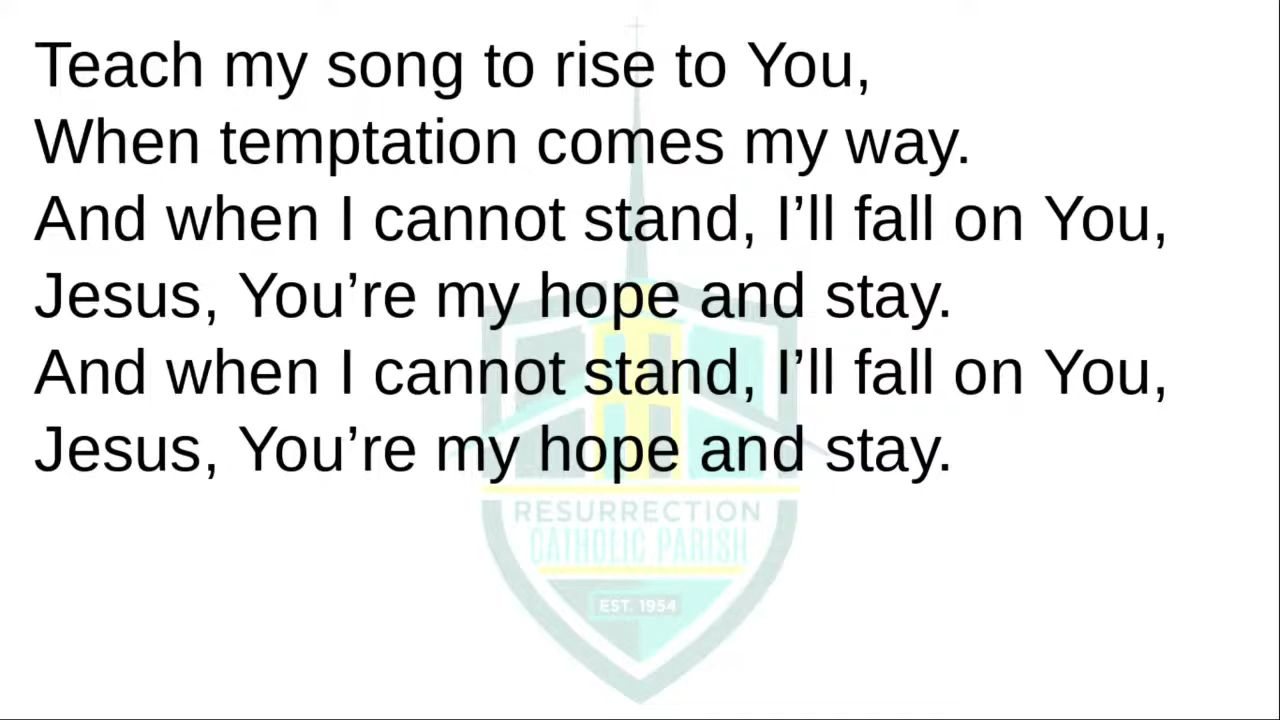 Teach my song to rise to You,
When temptation comes my way.
And when I cannot stand, I’ll fall on You,
Jesus, You’re my hope and stay.
And when I cannot stand, I’ll fall on You,
Jesus, You’re my hope and stay.
RESURRECTION
CATHOLIC PARISH
EST. 1954